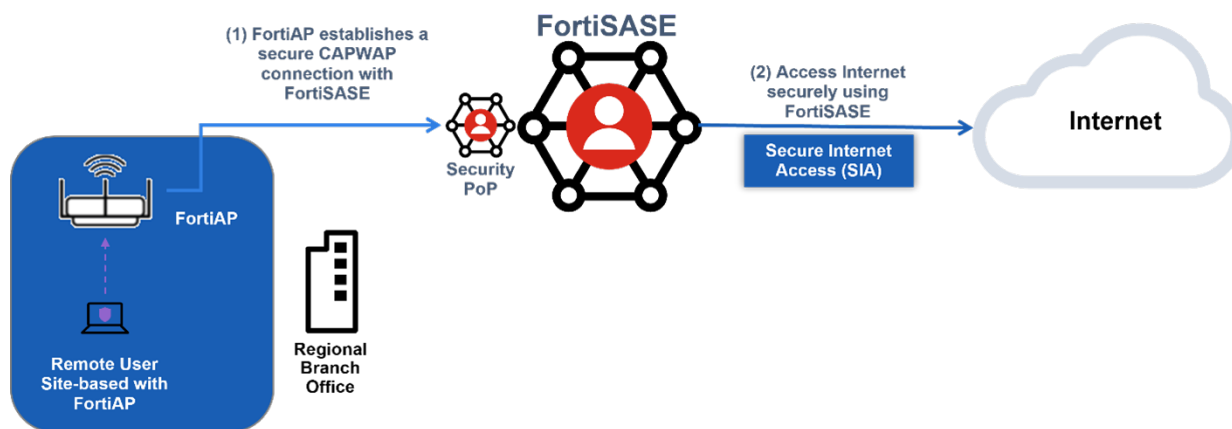 (1) FortiAP establishes a
secure CAPWAP
connection with
FortiSASE
FortiSASE
Security
PoP
(2) Access Internet
securely using
FortiSASE
Secure Internet
Access (SIA)
Internet
FortiAP
Remote User
Site-based with
FortiAP
Regional
Branch
Office